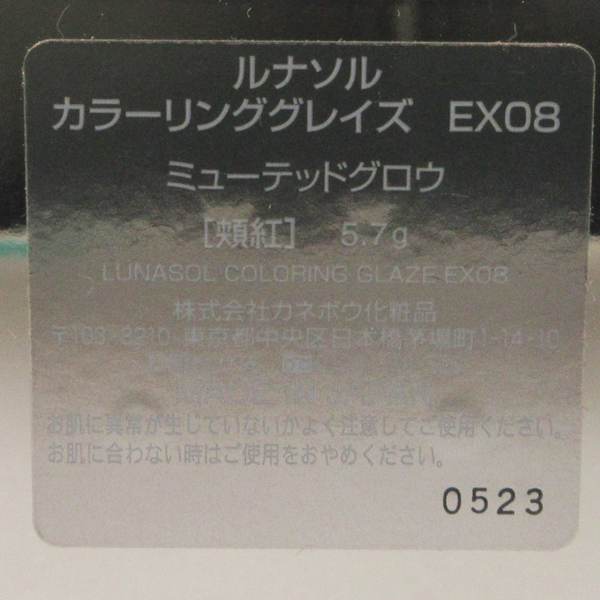 ルナソル
カラーリンググレイズ EX08
ミューテッドグロウ
［頬紅］ 5.7g
LUNASOL COLORING GLAZE EX08
株式会社カネボウ化粧品
〒103-8210 東京都中央区日本橋茅場町1-14-10
MADE IN JAPAN
お肌に異常が生じていないかよく注意してご使用ください。
お肌に合わない時はご使用をおやめください。
0523